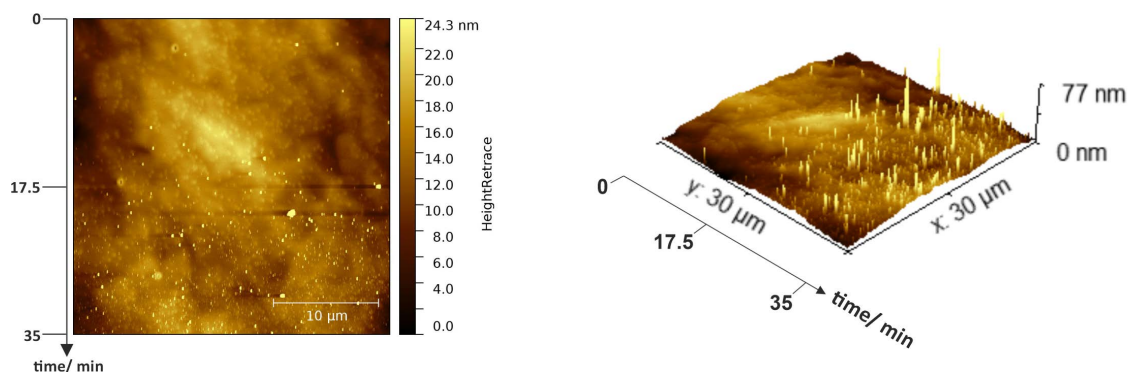 0
17.5
35
time/ min
10 µm
24.3 nm
22.0
20.0
18.0
16.0
14.0
12.0
10.0
8.0
6.0
4.0
0.0
HeightRetrace
77 nm
0 nm
y: 30 µm
x: 30 µm
0
17.5
35
time/ min